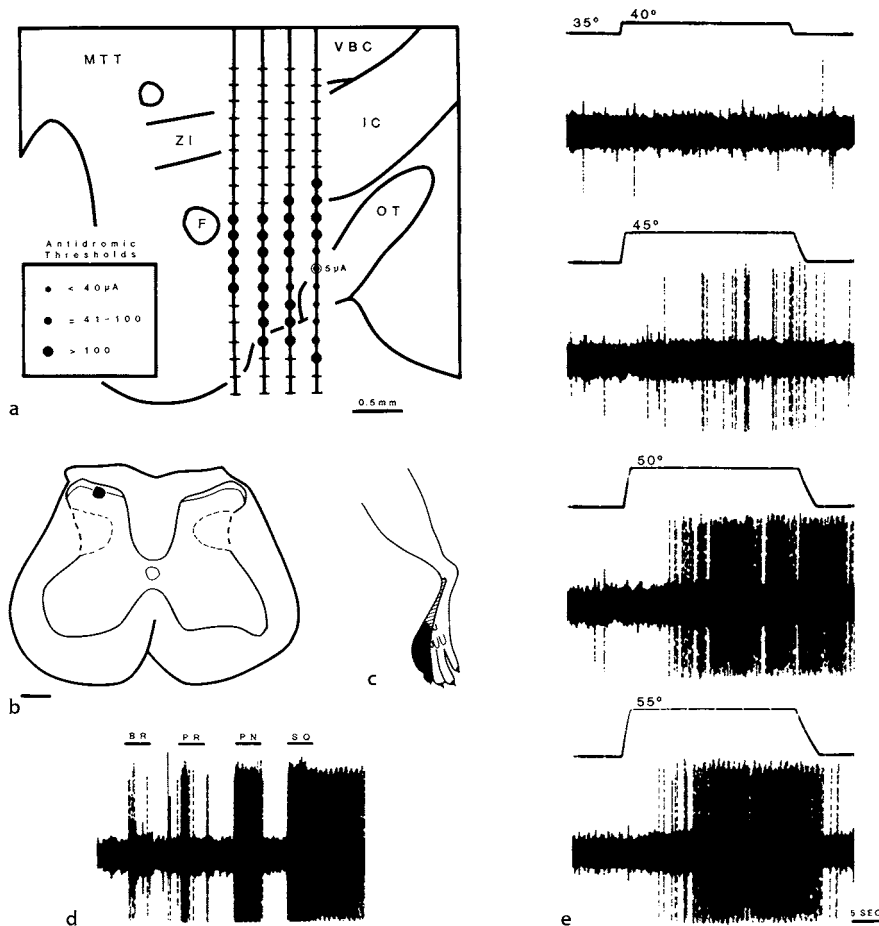 MTT
VBC
ZI
IC
F
OT
5μA
Antidromic
Thresholds
< 40μA
= 41-100
> 100
0.5mm
a
b
c
BR PR PN SQ
d
35° 40°
45°
50°
55°
5 SEC
e